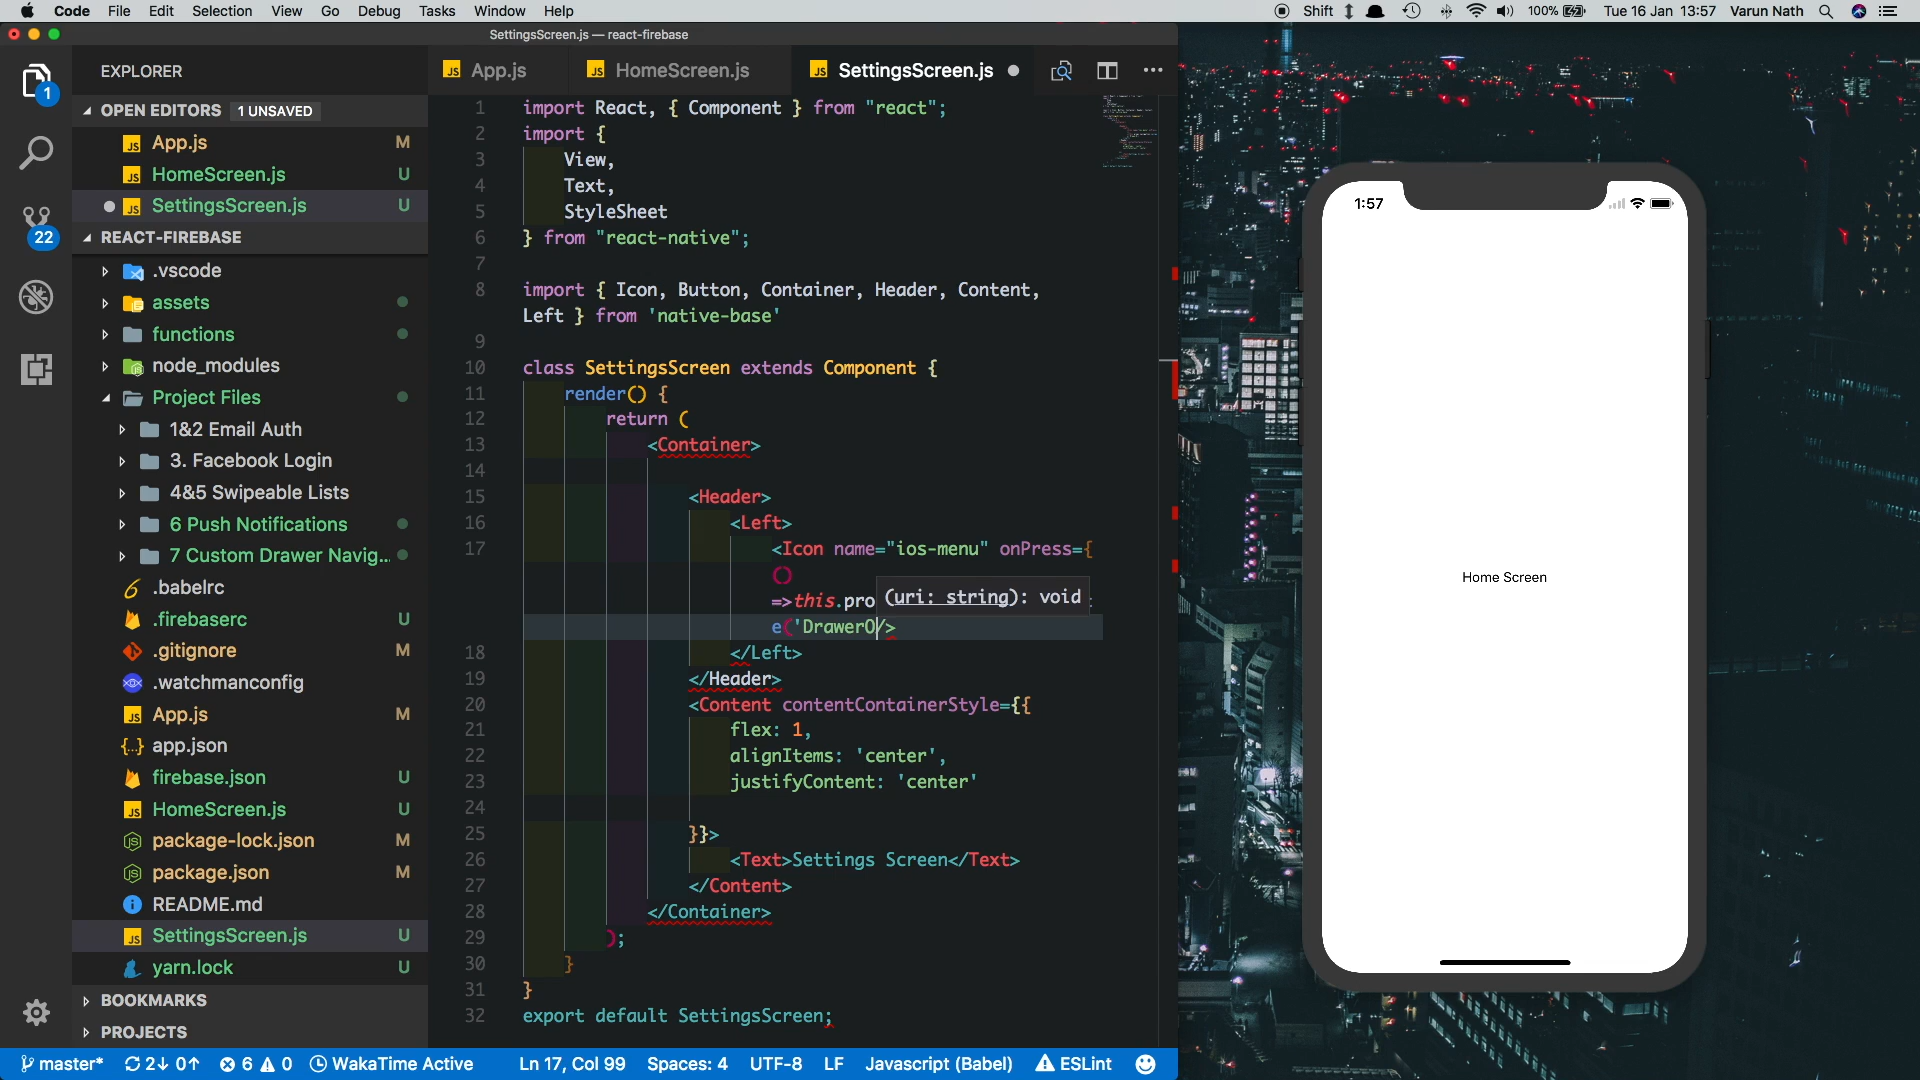 Code File Edit Selection View Go Debug Tasks Window Help Shift 100% Tue 16 Jan 13:57 Varun Nath
SettingsScreen.js — react-firebase
EXPLORER
OPEN EDITORS 1 UNSAVED
App.js M
HomeScreen.js U
SettingsScreen.js U
REACT-FIREBASE
.vscode
assets
functions
node_modules
Project Files
1&2 Email Auth
3. Facebook Login
4&5 Swipeable Lists
6 Push Notifications
7 Custom Drawer Navig...
.babelrc
.firebaserc U
.gitignore M
.watchmanconfig
App.js M
app.json
firebase.json U
HomeScreen.js U
package-lock.json M
package.json M
README.md
SettingsScreen.js U
yarn.lock U
BOOKMARKS
PROJECTS
1
22
App.js HomeScreen.js SettingsScreen.js
1 import React, { Component } from "react";
2 import {
3 View,
4 Text,
5 StyleSheet
6 } from "react-native";
7
8 import { Icon, Button, Container, Header, Content,
Left } from 'native-base'
9
10 class SettingsScreen extends Component {
11 render() {
12 return (
13 <Container>
14
15 <Header>
16 <Left>
17 <Icon name="ios-menu" onPress={
()
=>this.pro
(uri: string): void
e('DrawerO/>
18 </Left>
19 </Header>
20 <Content contentContainerStyle={{
21 flex: 1,
22 alignItems: 'center',
23 justifyContent: 'center'
24
25 }}>
26 <Text>Settings Screen</Text>
27 </Content>
28 </Container>
29 );
30 }
31 }
32 export default SettingsScreen;
master* 2↓ 0↑ 6 0 WakaTime Active Ln 17, Col 99 Spaces: 4 UTF-8 LF Javascript (Babel) ESLint
1:57
Home Screen